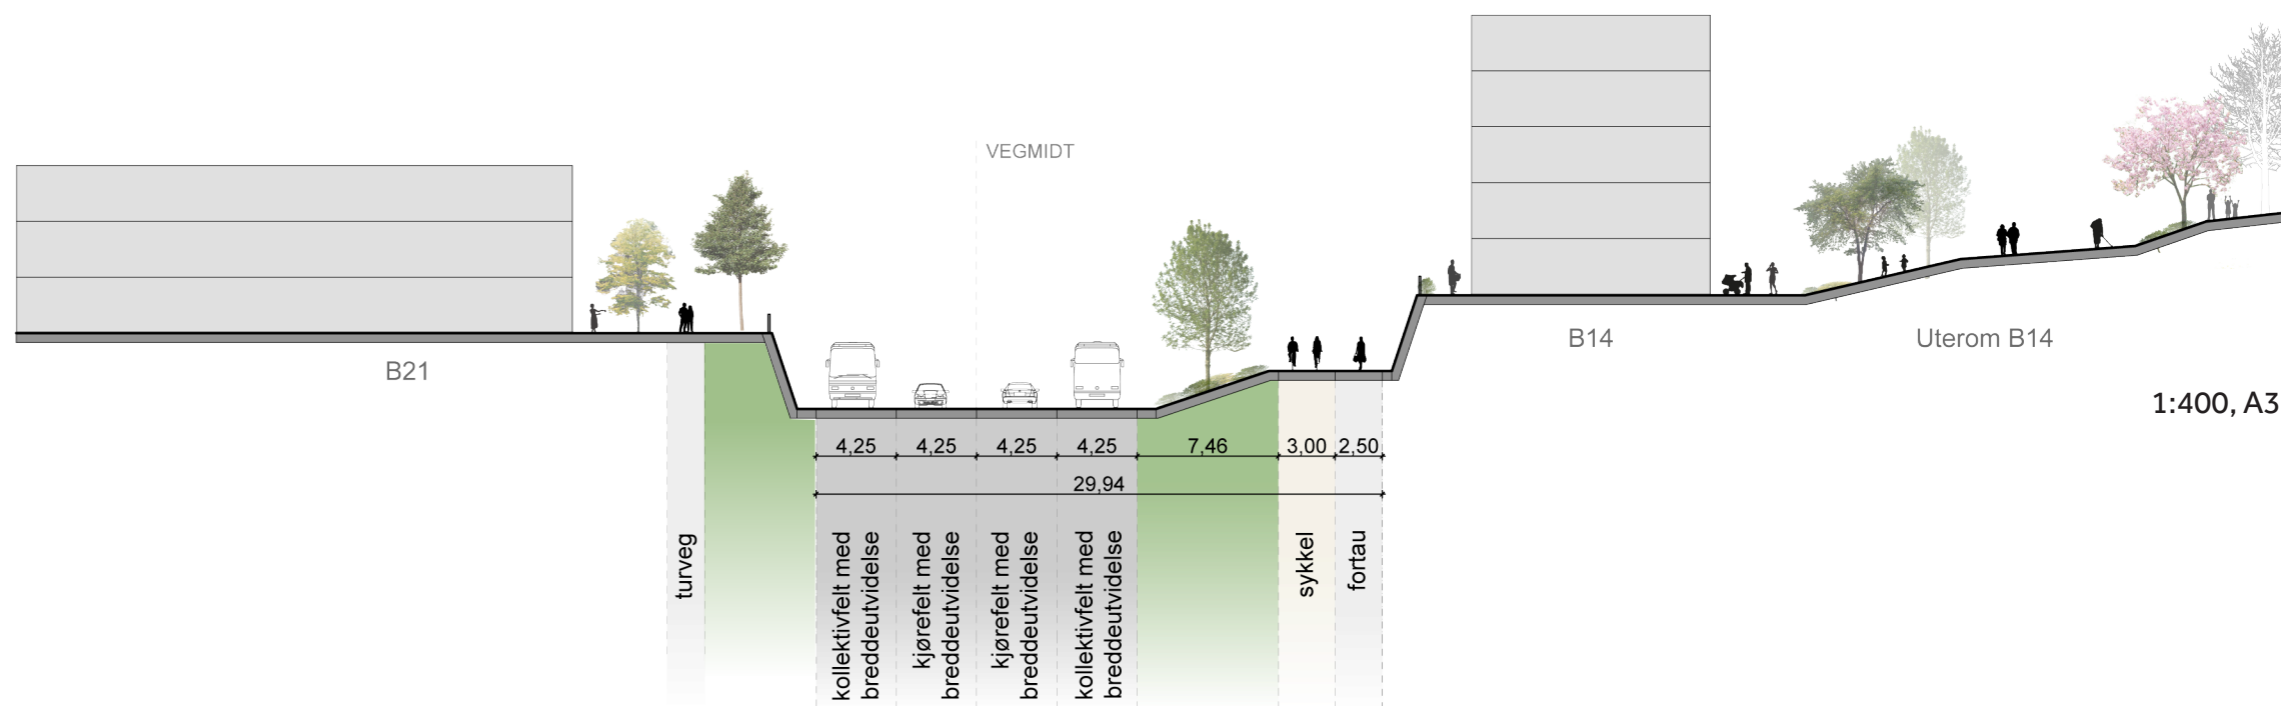 VEGMIDT
B21
B14
Uterom B14
1:400, A3
4,25
4,25
4,25
4,25
7,46
3,00
2,50
29,94
turveg
kollektivfelt med
breddeutvidelse
kjørefelt med
breddeutvidelse
kjørefelt med
breddeutvidelse
kollektivfelt med
breddeutvidelse
sykkel
fortau